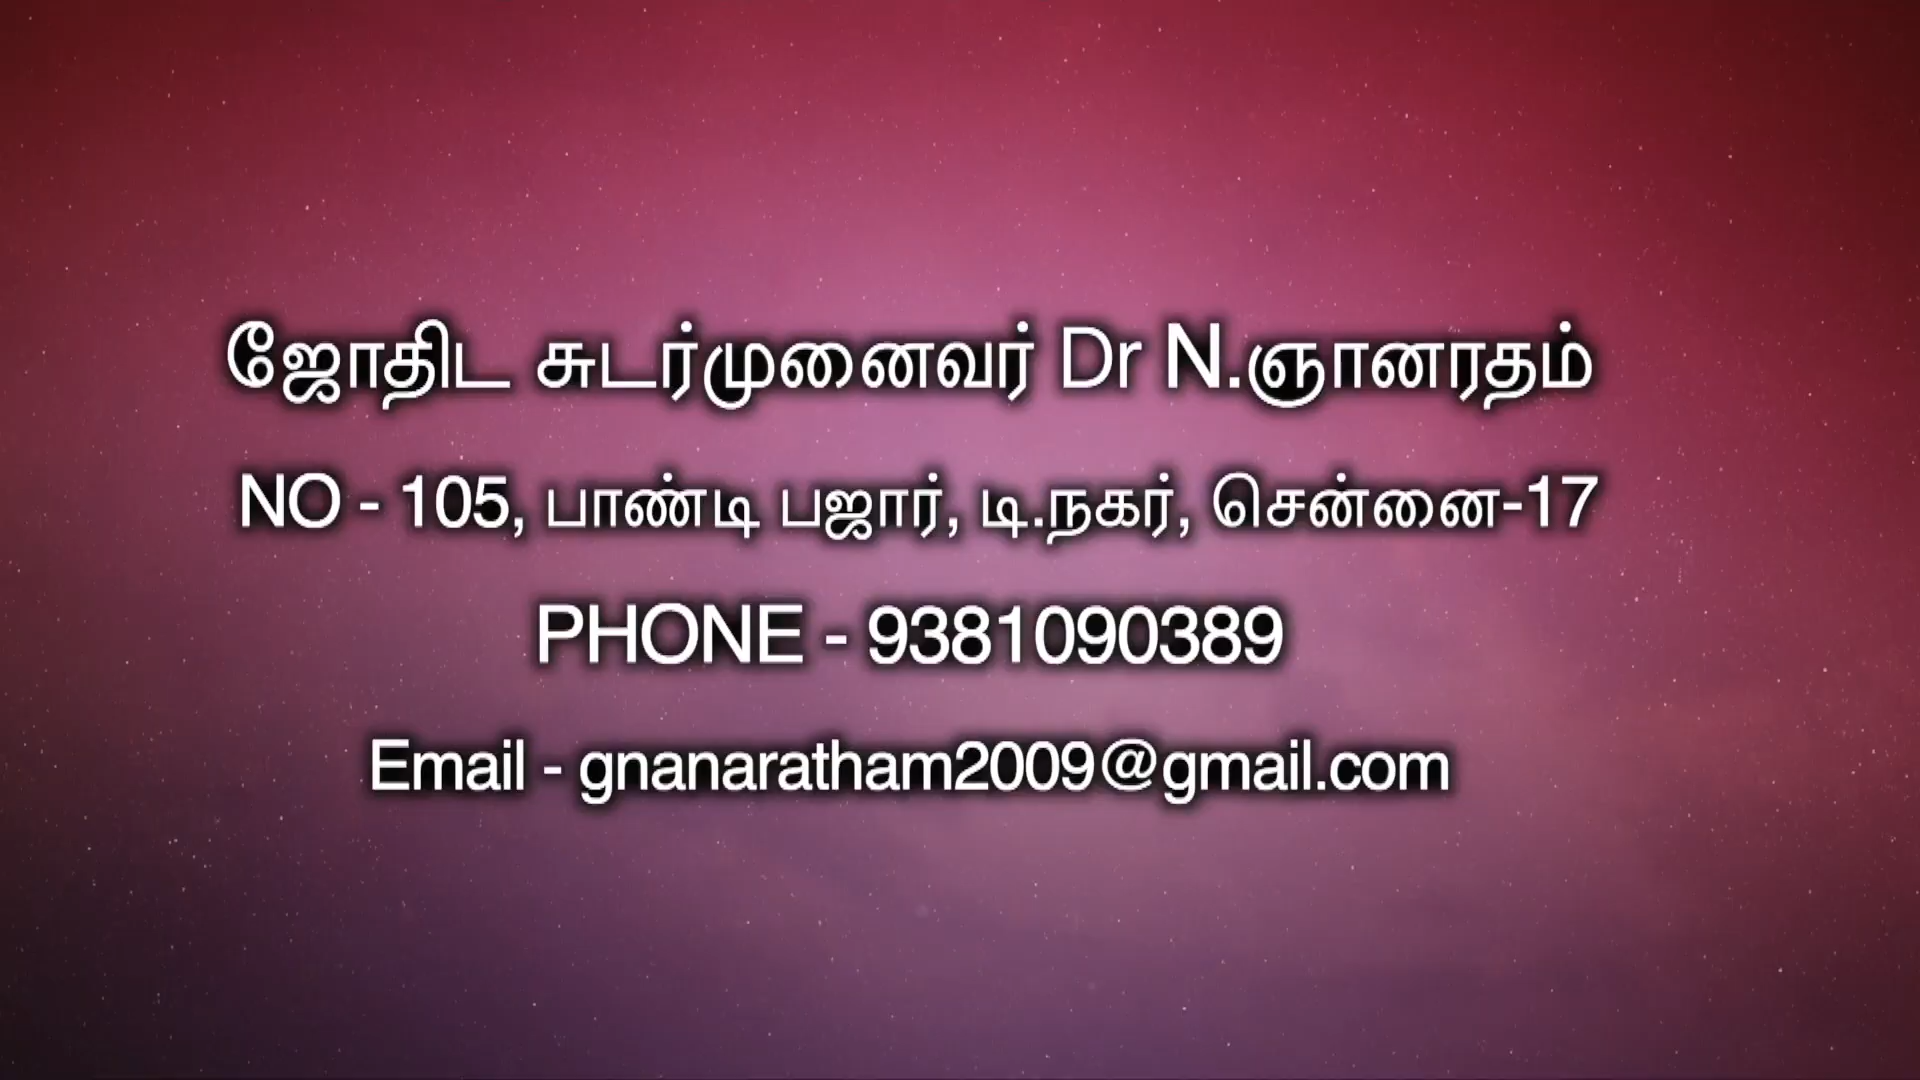 ஜோதிட சுடர்முனைவர் Dr N.ஞானரதம்
NO - 105, பாண்டி பஜார், டி.நகர், சென்னை-17
PHONE - 9381090389
Email - gnanaratham2009@gmail.com